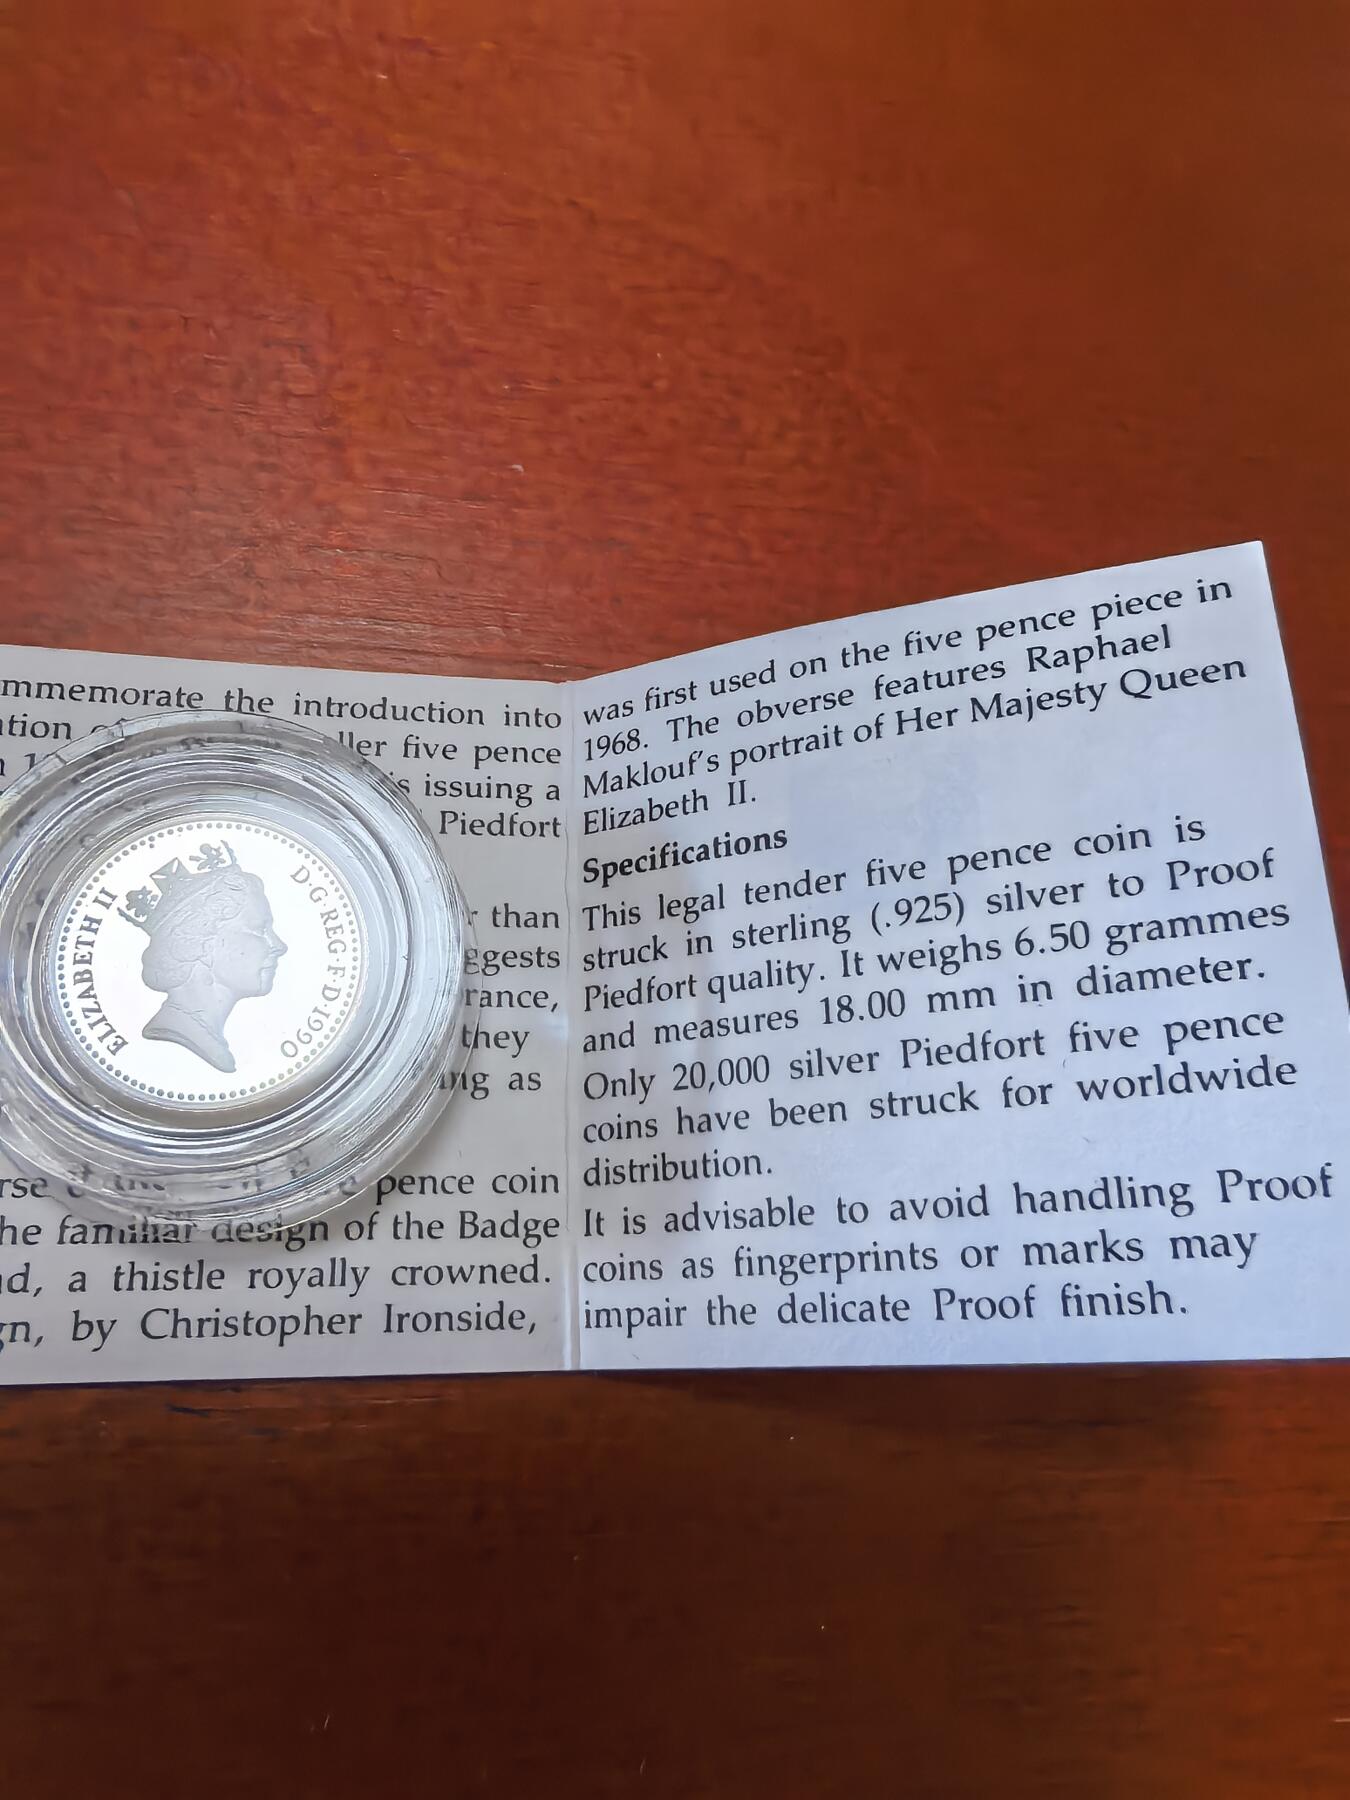 mmemorate the introduction into
ation ller five pence
s issuing a
Piedfort
r than
ggests
rance,
they
ing as
rse pence coin
he familiar design of the Badge
d, a thistle royally crowned.
gn, by Christopher Ironside,
was first used on the five pence piece in
1968. The obverse features Raphael
Maklouf's portrait of Her Majesty Queen
Elizabeth II.
Specifications
This legal tender five pence coin is
struck in sterling (.925) silver to Proof
Piedfort quality. It weighs 6.50 grammes
and measures 18.00 mm in diameter.
Only 20,000 silver Piedfort five pence
coins have been struck for worldwide
distribution.
It is advisable to avoid handling Proof
coins as fingerprints or marks may
impair the delicate Proof finish.
ELIZABETH II
D·G·REG·F·D·1990